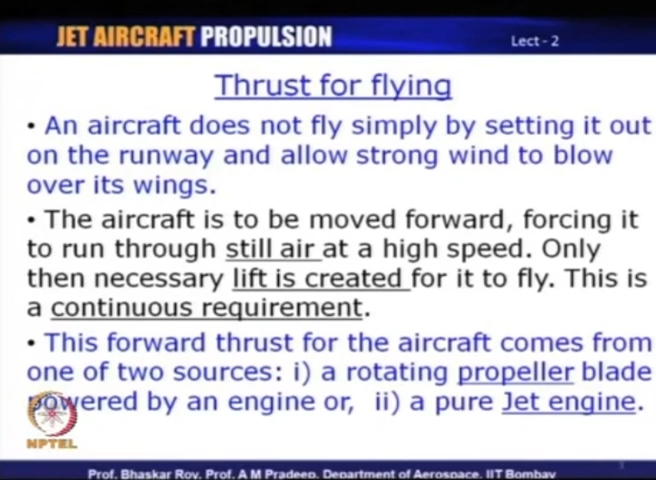 JET AIRCRAFT PROPULSION Lect - 2
Thrust for flying
• An aircraft does not fly simply by setting it out
on the runway and allow strong wind to blow
over its wings.
• The aircraft is to be moved forward, forcing it
to run through still air at a high speed. Only
then necessary lift is created for it to fly. This is
a continuous requirement.
• This forward thrust for the aircraft comes from
one of two sources: i) a rotating propeller blade
powered by an engine or, ii) a pure Jet engine.
NPTEL
3
Prof. Bhaskar Roy, Prof. A M Pradeep, Department of Aerospace, IIT Bombay